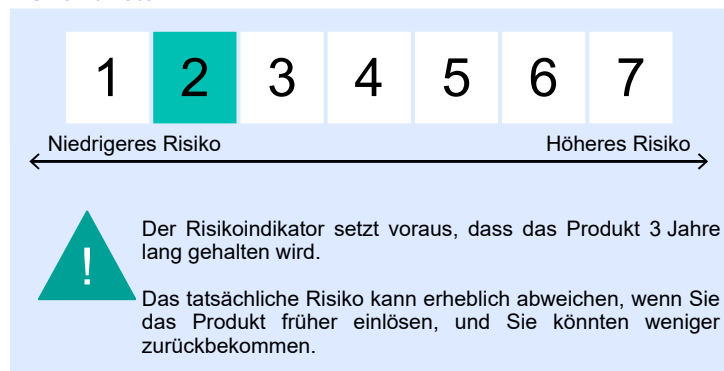 1 2 3 4 5 6 7
Niedrigeres Risiko Höheres Risiko
!
Der Risikoindikator setzt voraus, dass das Produkt 3 Jahre
lang gehalten wird.
Das tatsächliche Risiko kann erheblich abweichen, wenn Sie
das Produkt früher einlösen, und Sie könnten weniger
zurückbekommen.